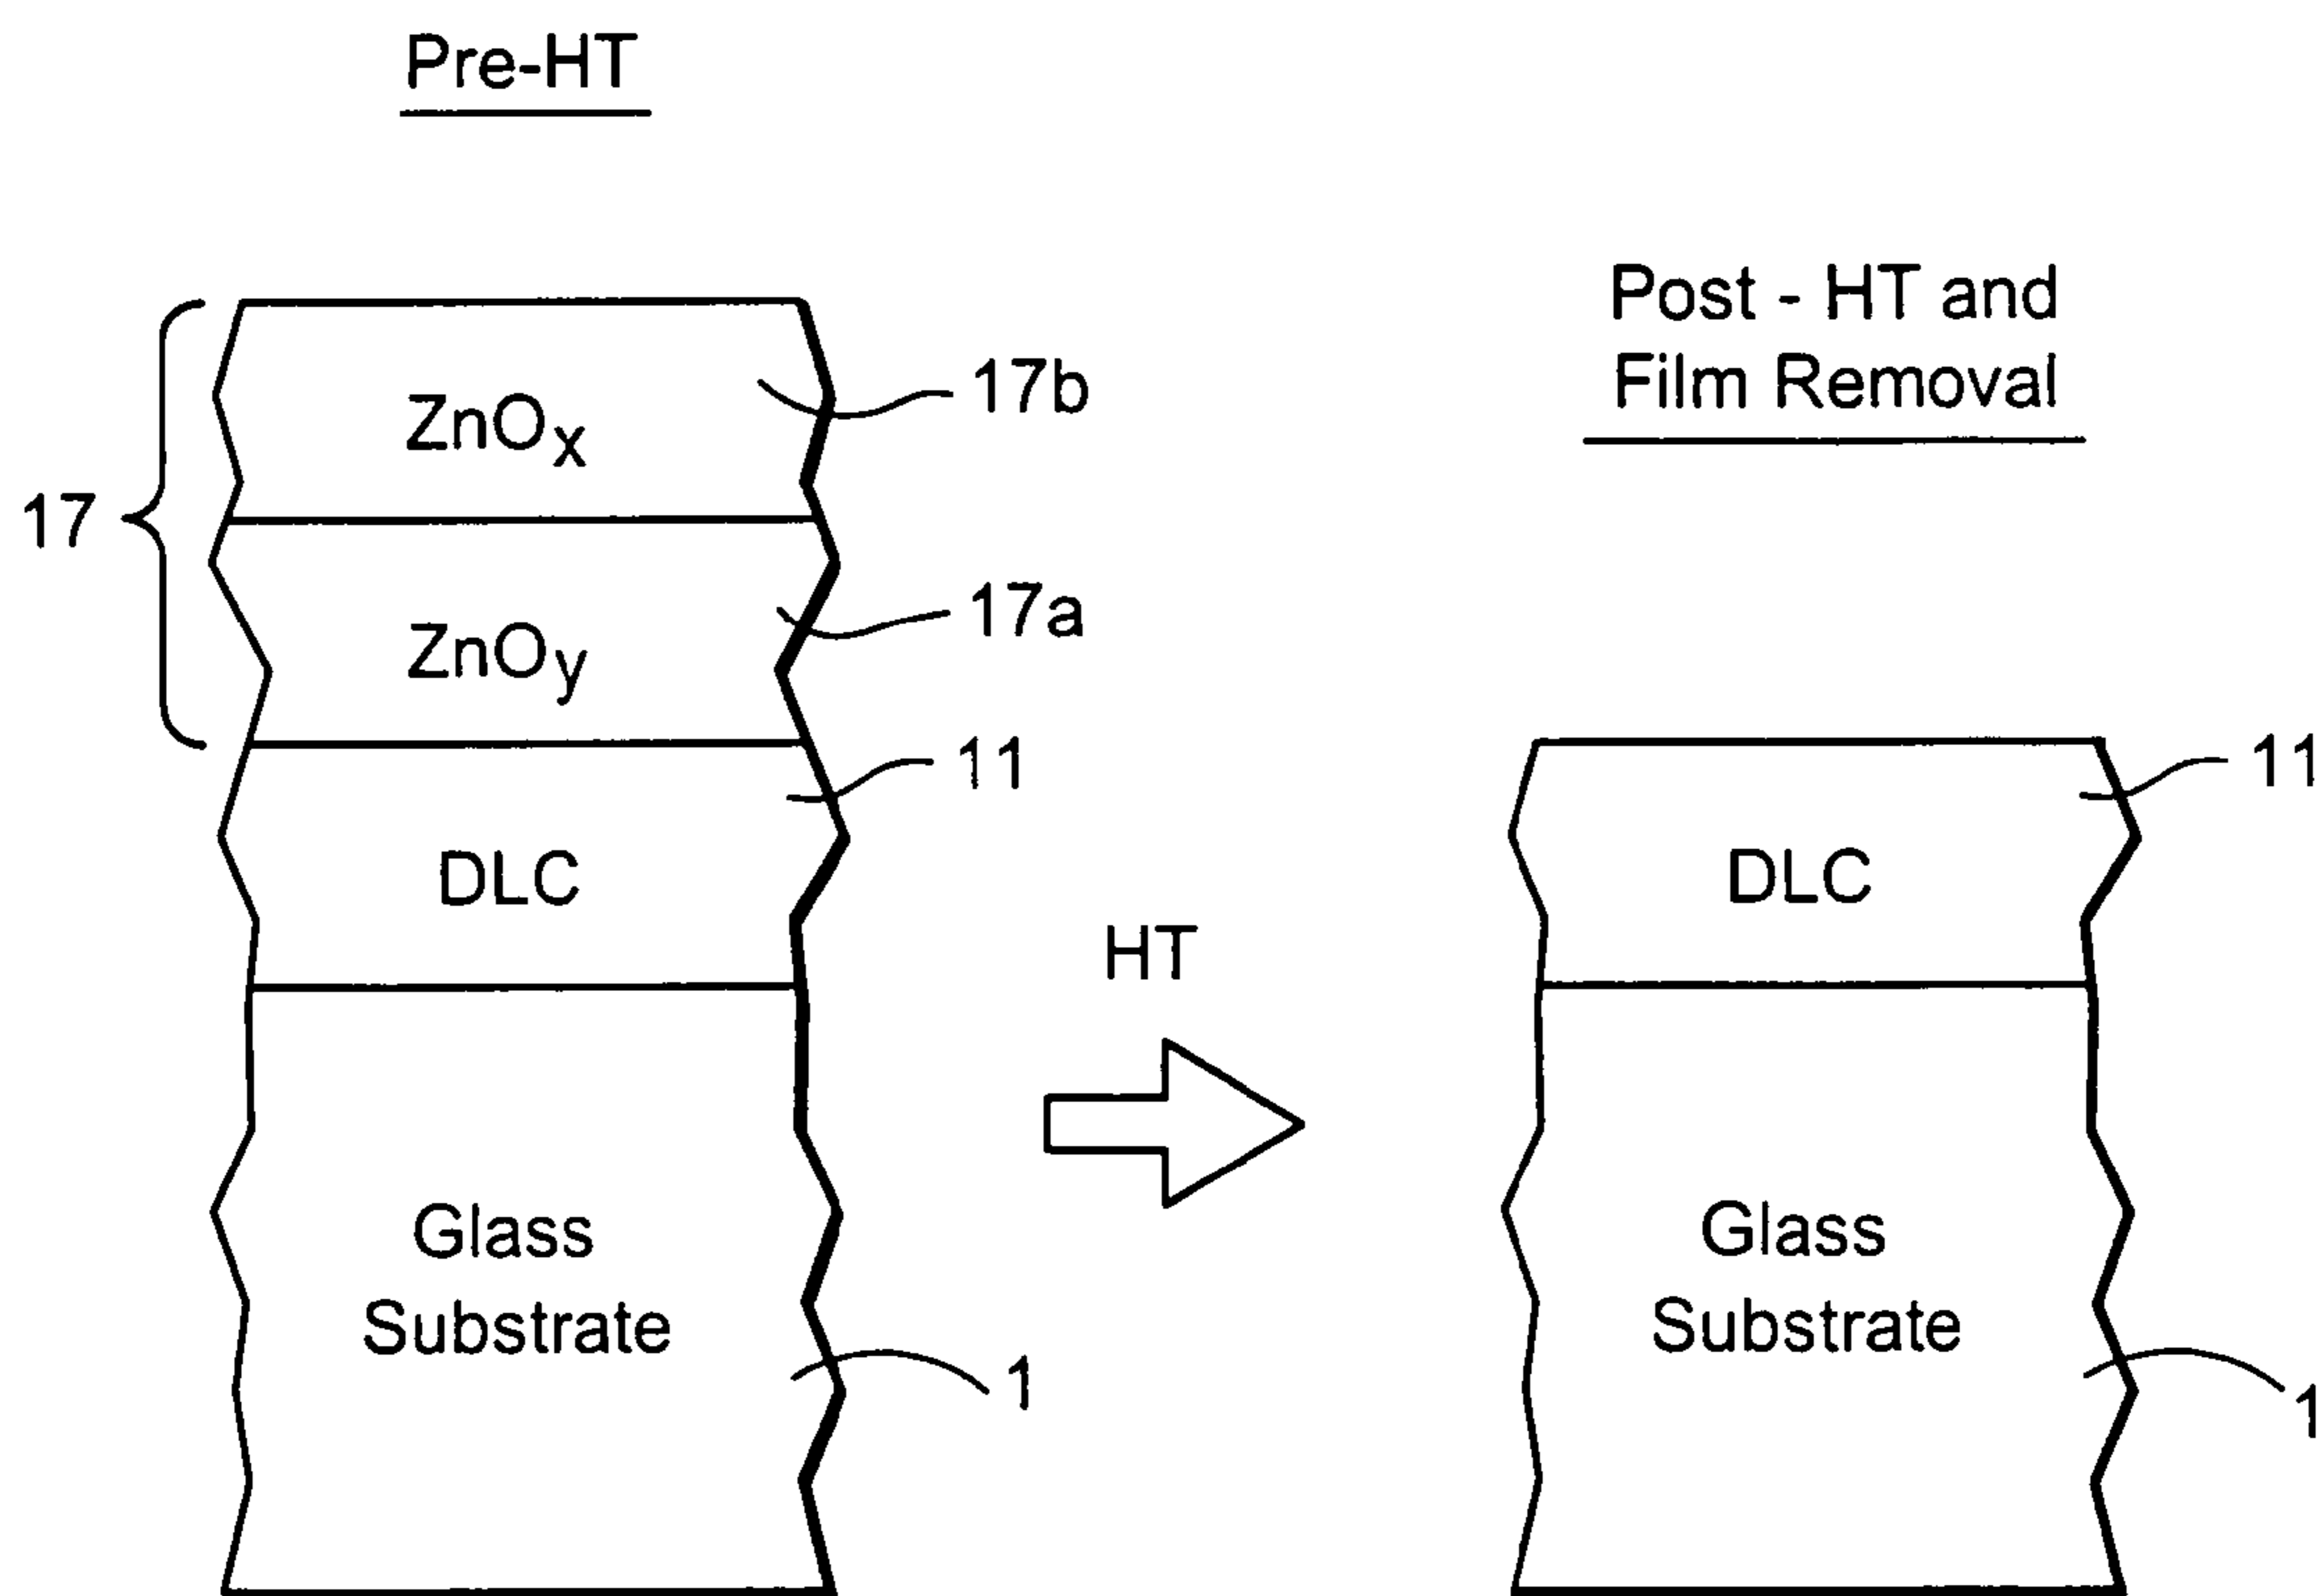 Pre-HT
ZnOx
17b
17
ZnOy
17a
11
DLC
Glass
Substrate
1
HT
Post - HT and
Film Removal
11
DLC
Glass
Substrate
1